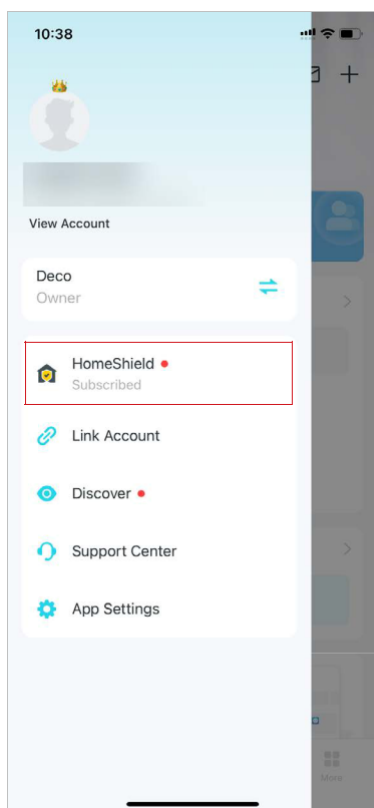 10:38
View Account
Deco
Owner
HomeShield
Subscribed
Link Account
Discover
Support Center
App Settings
More